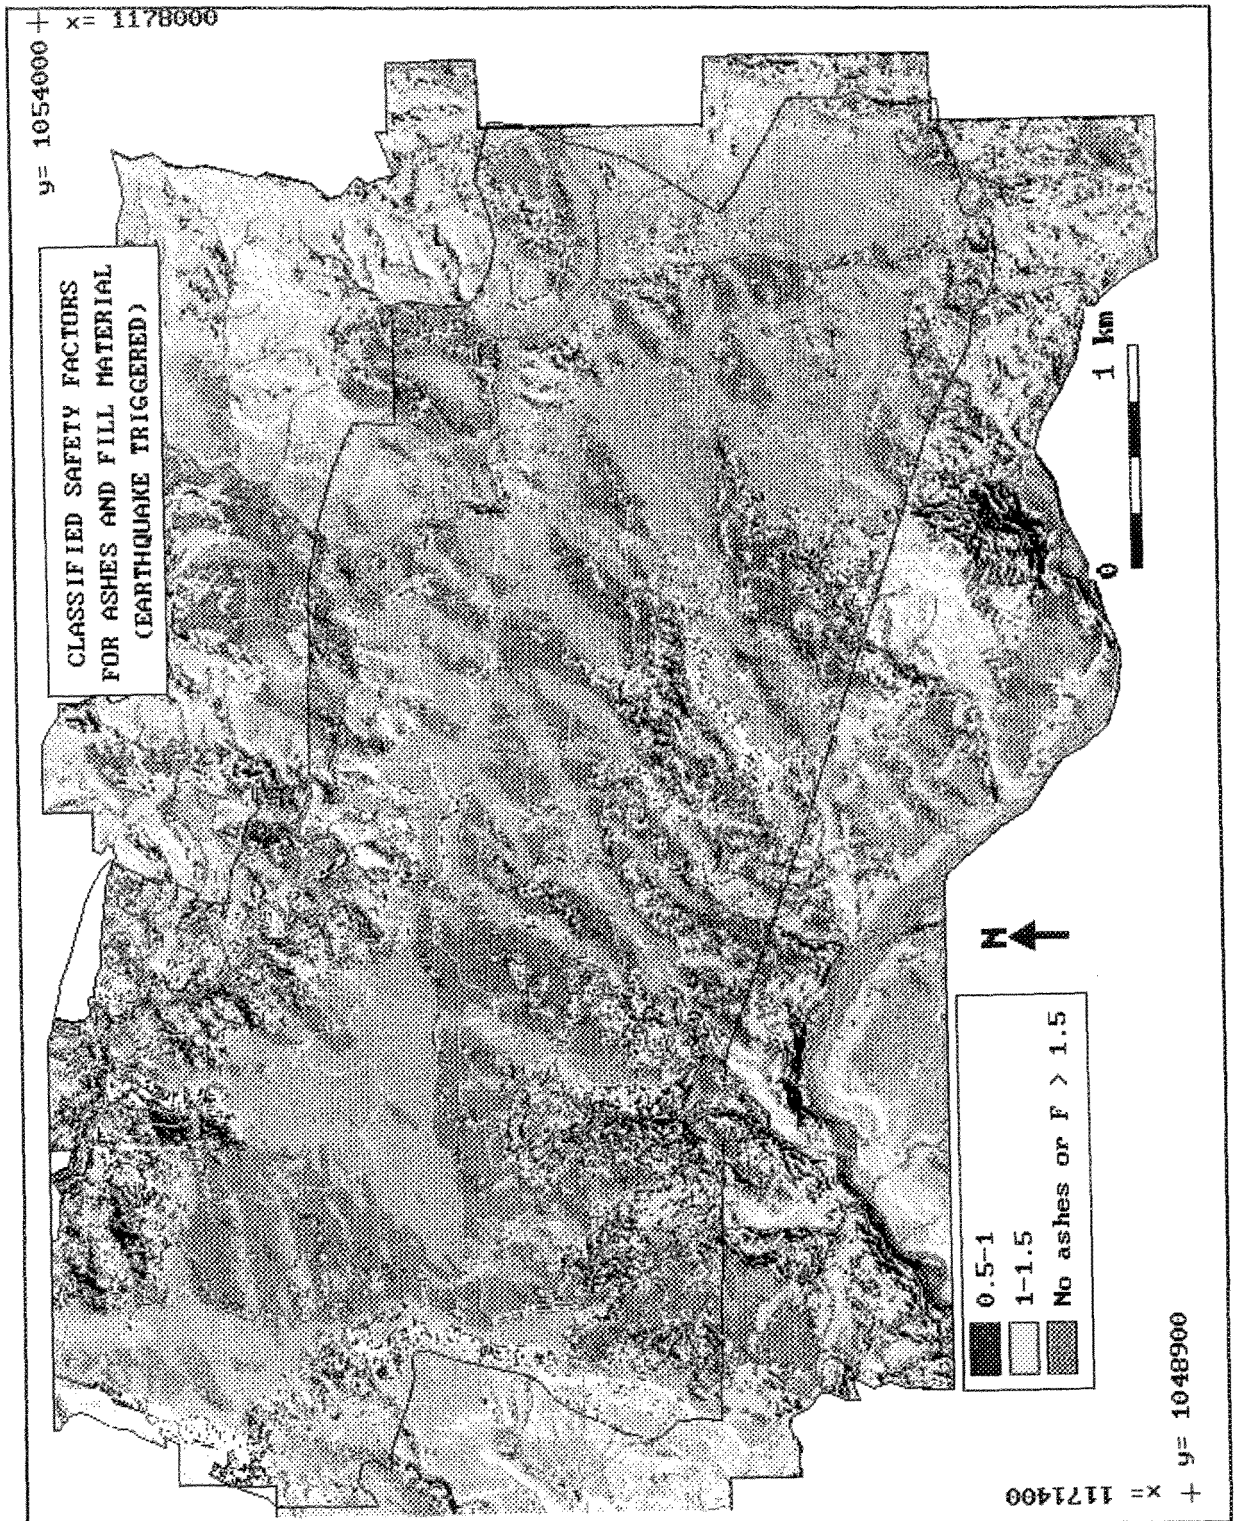 x= 1178000
y= 1054000
CLASSIFIED SAFETY FACTORS
FOR ASHES AND FILL MATERIAL
(EARTHQUAKE TRIGGERED)
0
1 km
N
0.5-1
1-1.5
No ashes or F > 1.5
y= 1048900
x= 1171400